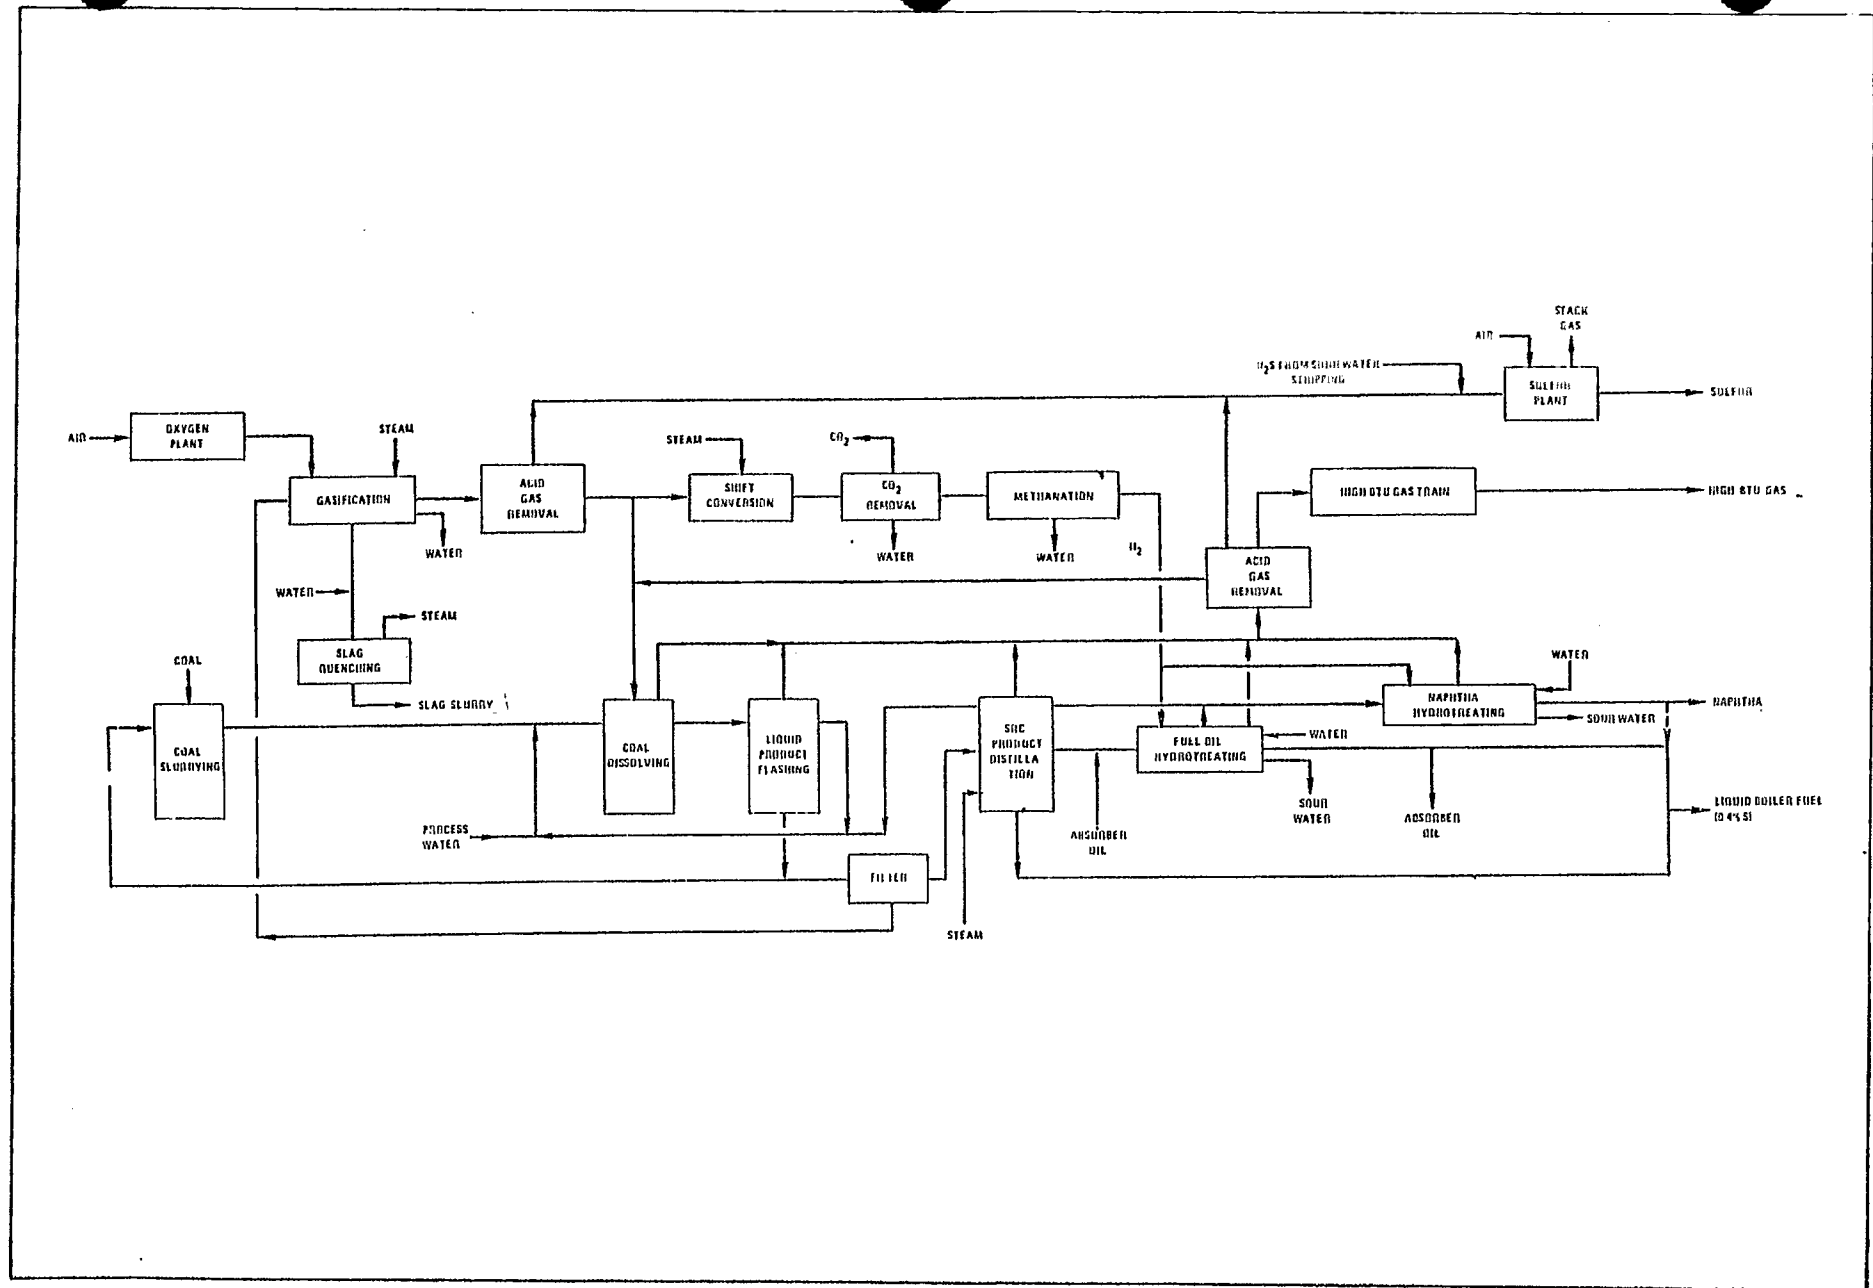 STACK
GAS
AIR
H2S FROM SOUR WATER
STRIPPING
SULFUR
PLANT
SULFUR
AIR
OXYGEN
PLANT
STEAM
GASIFICATION
WATER
ACID
GAS
REMOVAL
STEAM
SHIFT
CONVERSION
CO2
CO2
REMOVAL
WATER
METHANATION
WATER
H2
HIGH BTU GAS TRAIN
HIGH BTU GAS
ACID
GAS
REMOVAL
WATER
STEAM
SLAG
QUENCHING
SLAG SLURRY
COAL
COAL
SLURRYING
COAL
DISSOLVING
LIQUID
PRODUCT
FLASHING
SRC
PRODUCT
DISTILLA
TION
FUEL OIL
HYDROTREATING
WATER
SOUR
WATER
NAPHTHA
HYDROTREATING
WATER
NAPHTHA
SOUR WATER
PROCESS
WATER
FILTER
STEAM
ABSORBER
OIL
ABSORBER
OIL
LIQUID BOILER FUEL
(0 4% S)